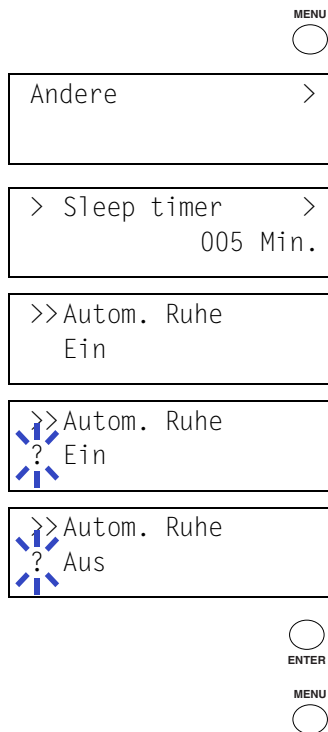 MENU
Andere >
> Sleep timer >
005 Min.
>>Autom. Ruhe
Ein
>>Autom. Ruhe
? Ein
>>Autom. Ruhe
? Aus
ENTER
MENU